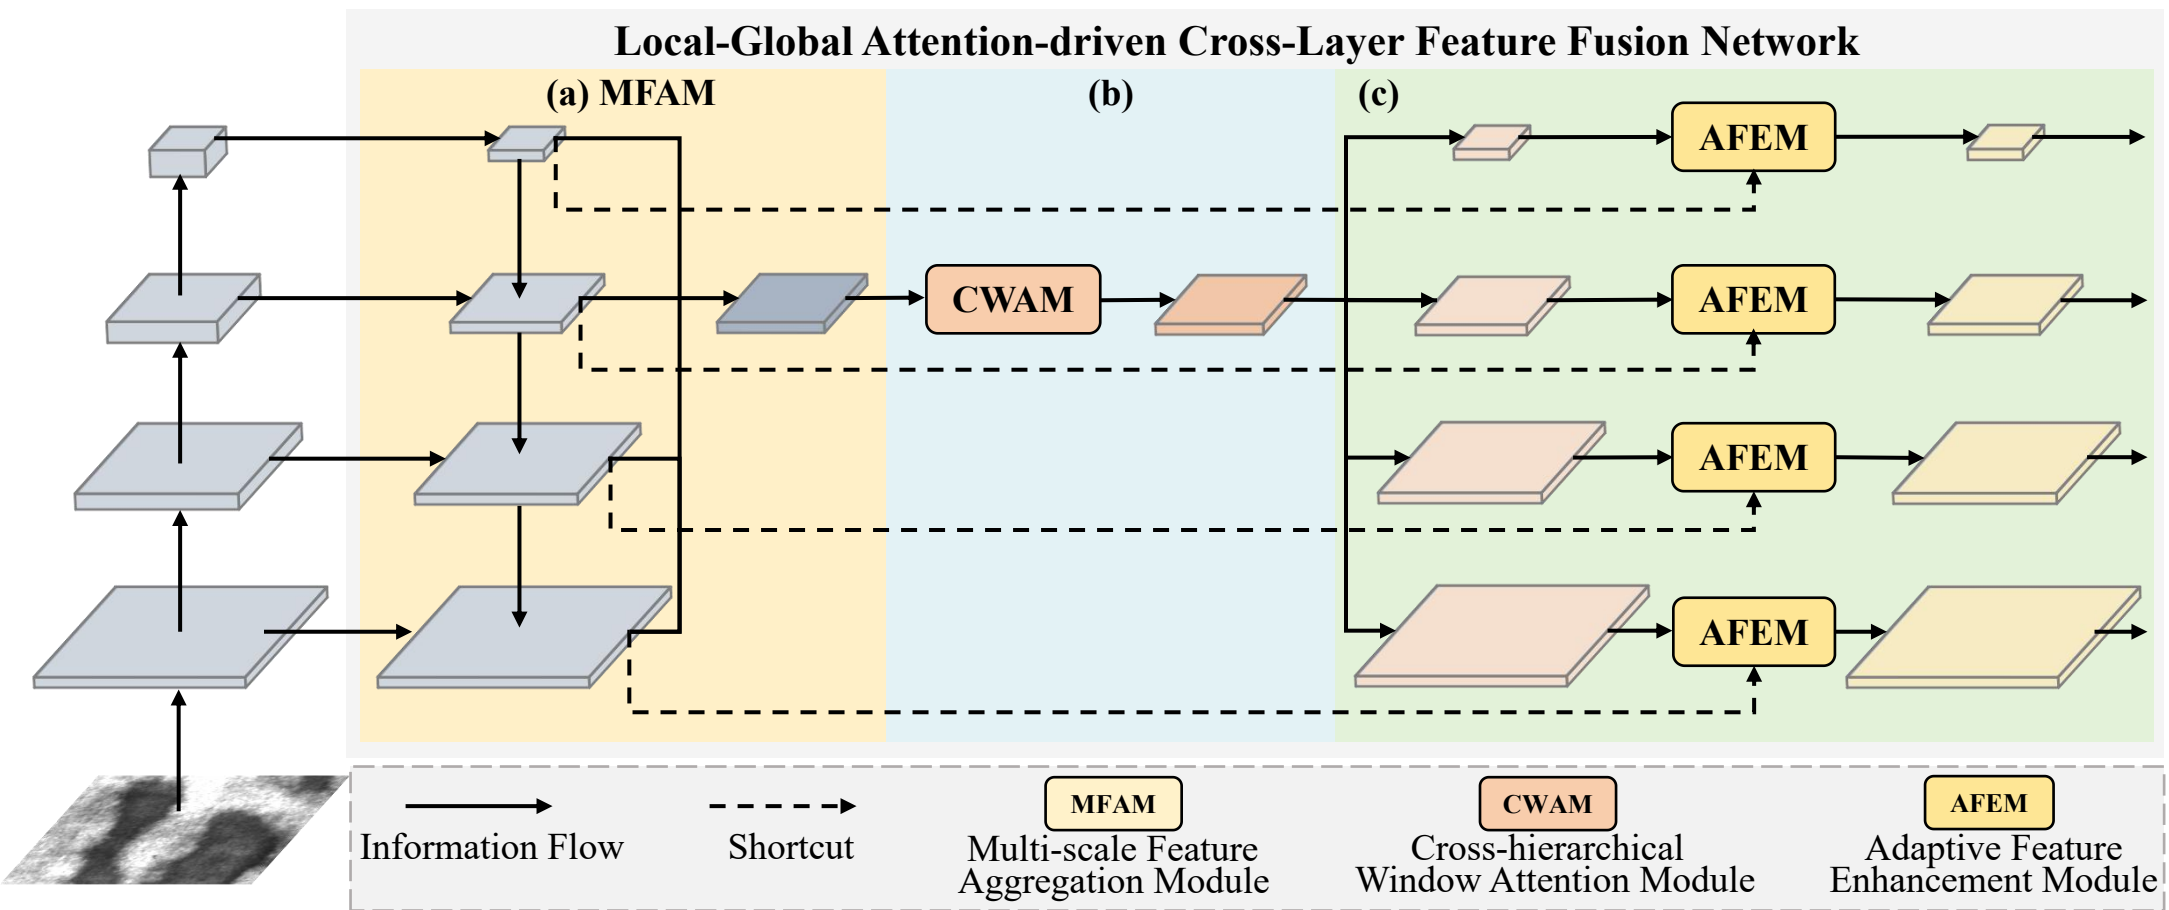 Local-Global Attention-driven Cross-Layer Feature Fusion Network
(a) MFAM
(b)
(c)
AFEM
CWAM
AFEM
AFEM
AFEM
MFAM
CWAM
AFEM
Information Flow
Shortcut
Multi-scale Feature
Aggregation Module
Cross-hierarchical
Window Attention Module
Adaptive Feature
Enhancement Module